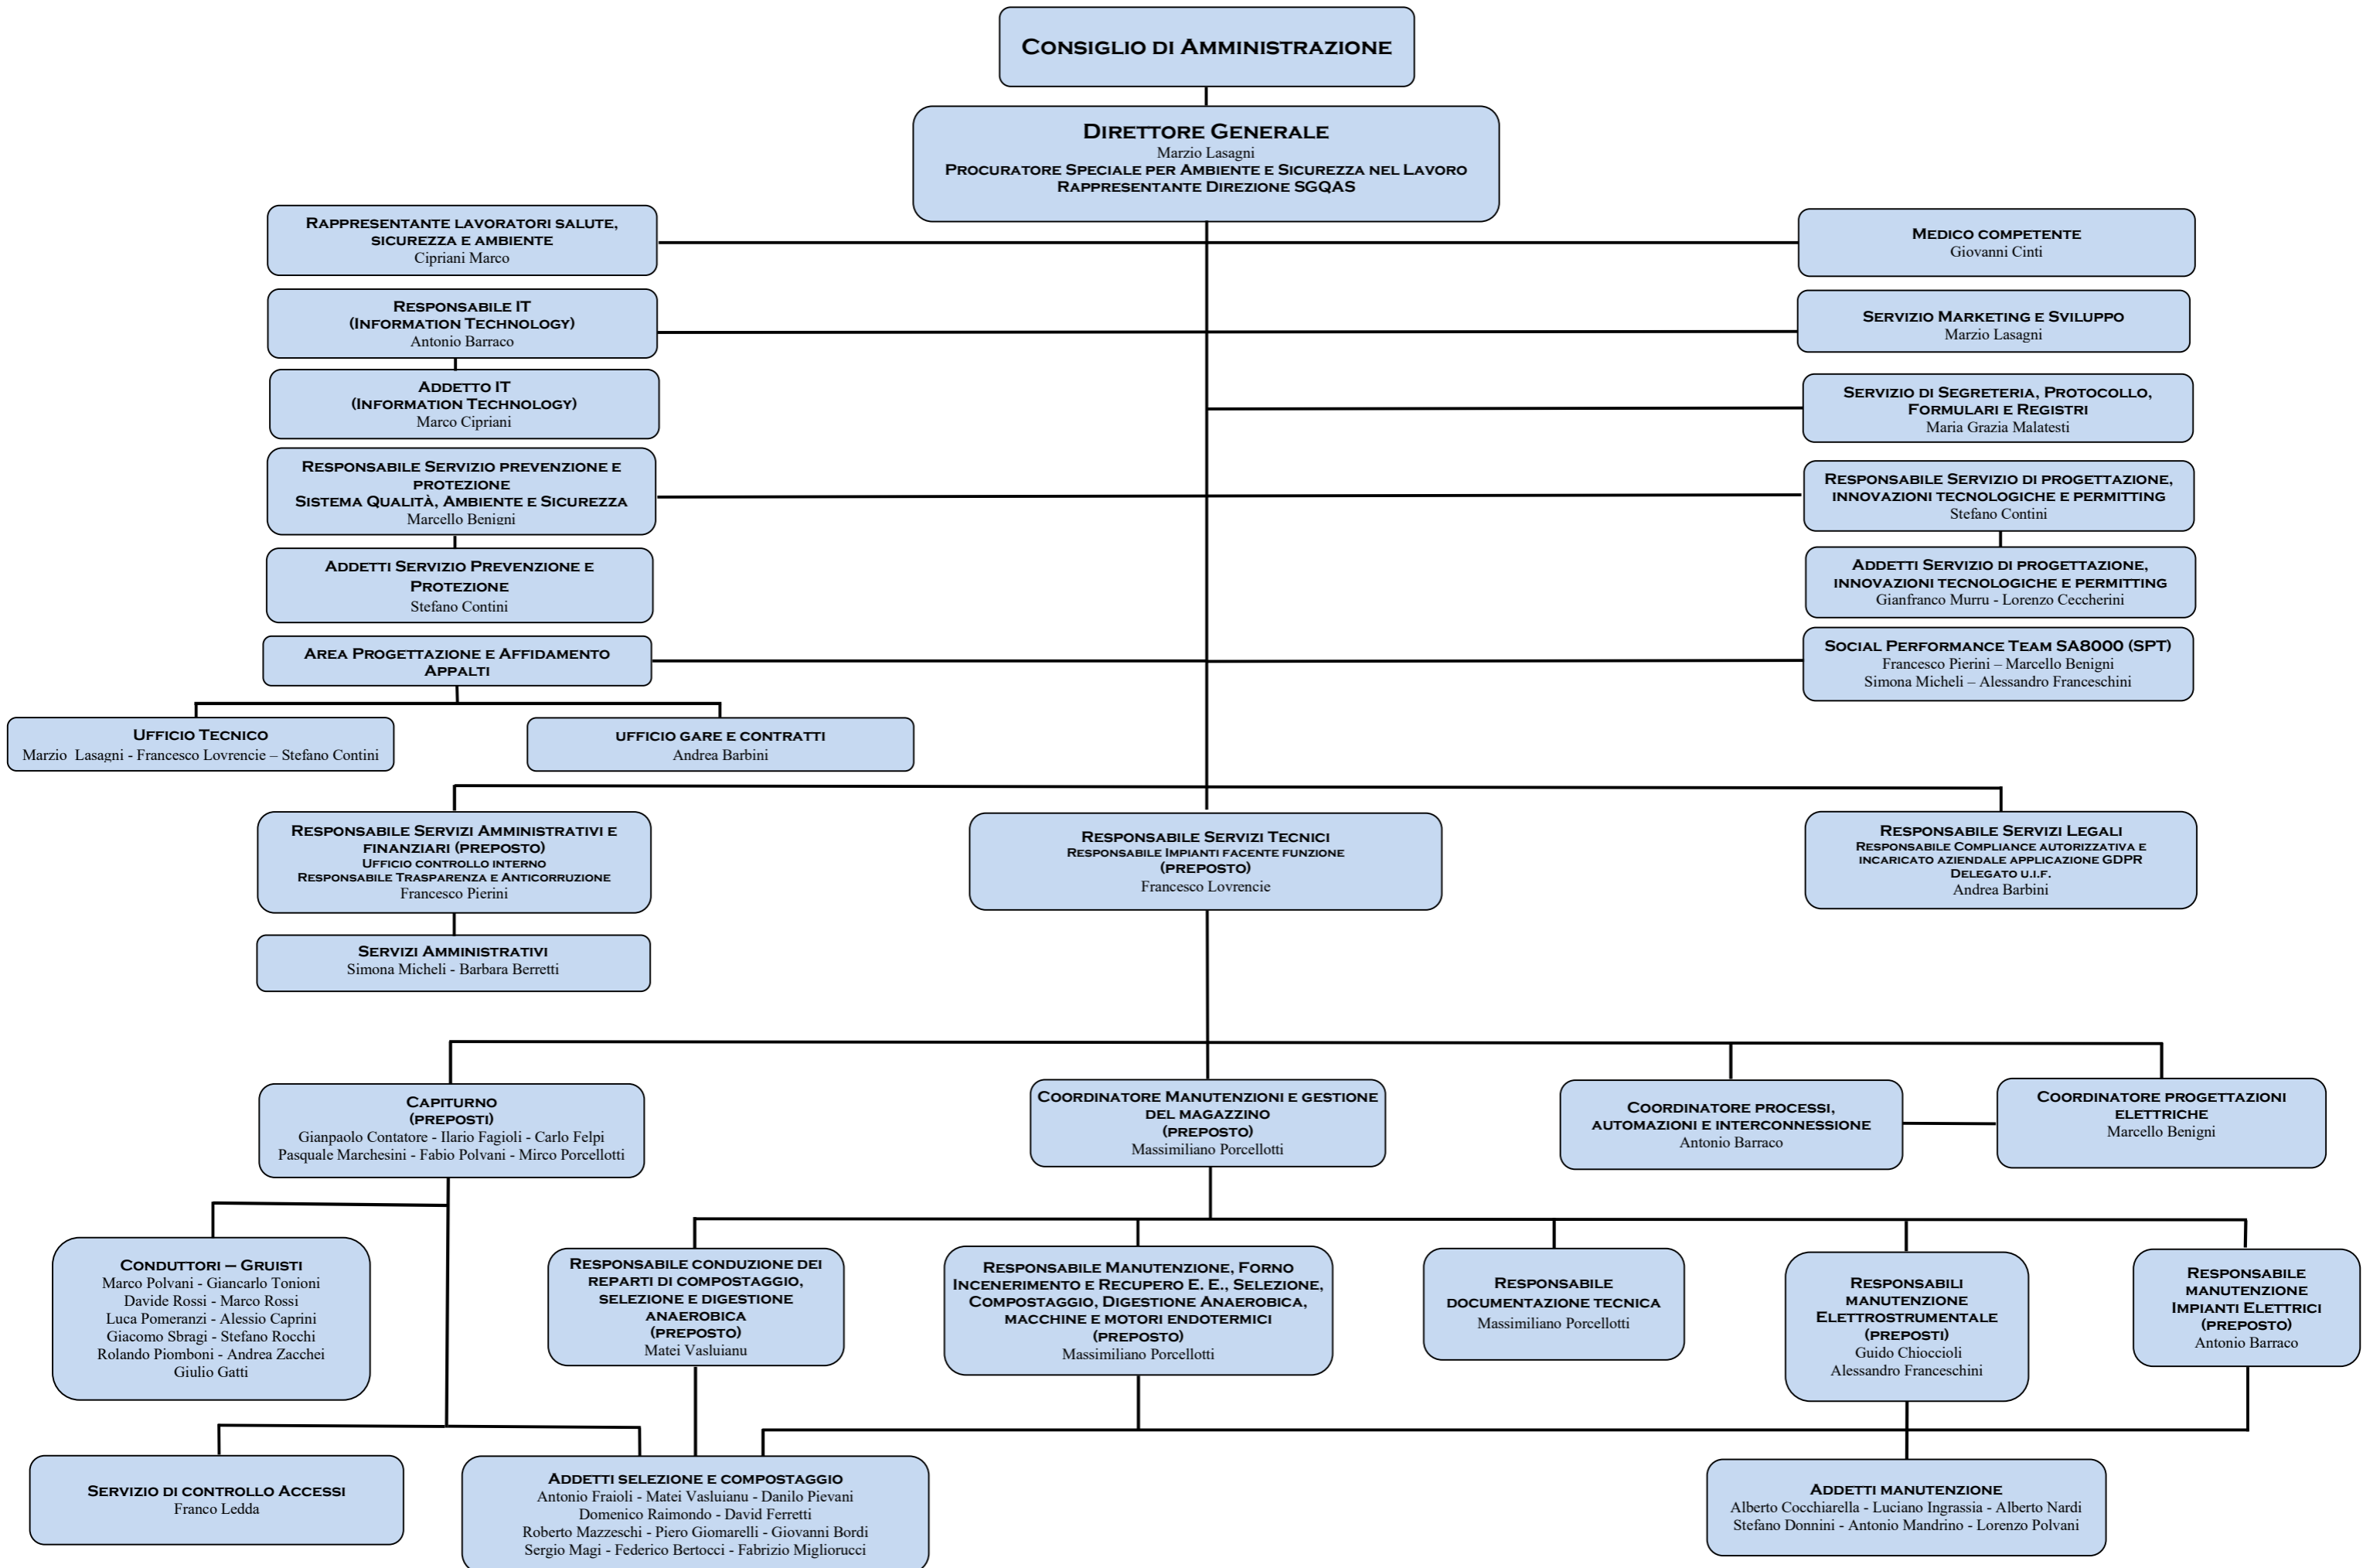 Consiglio di Amministrazione
Direttore Generale
Marzio Lasagni
Procuratore Speciale per Ambiente e Sicurezza nel Lavoro
Rappresentante Direzione SGQAS
Rappresentante lavoratori salute,
sicurezza e ambiente
Cipriani Marco
Medico competente
Giovanni Cinti
Responsabile IT
(Information Technology)
Antonio Barraco
Servizio Marketing e Sviluppo
Marzio Lasagni
Addetto IT
(Information Technology)
Marco Cipriani
Servizio di Segreteria, Protocollo,
Formulari e Registri
Maria Grazia Malatesti
Responsabile Servizio prevenzione e
protezione
Sistema Qualità, Ambiente e Sicurezza
Marcello Benigni
Responsabile Servizio di progettazione,
innovazioni tecnologiche e permitting
Stefano Contini
Addetti Servizio Prevenzione e
Protezione
Stefano Contini
Addetti Servizio di progettazione,
innovazioni tecnologiche e permitting
Gianfranco Murru - Lorenzo Ceccherini
Area Progettazione e Affidamento
Appalti
Social Performance Team SA8000 (SPT)
Francesco Pierini – Marcello Benigni
Simona Micheli – Alessandro Franceschini
Ufficio Tecnico
Marzio Lasagni - Francesco Lovrencie – Stefano Contini
ufficio gare e contratti
Andrea Barbini
Responsabile Servizi Amministrativi e
finanziari (preposto)
Ufficio controllo interno
Responsabile Trasparenza e Anticorruzione
Francesco Pierini
Responsabile Servizi Tecnici
Responsabile Impianti facente funzione
(preposto)
Francesco Lovrencie
Responsabile Servizi Legali
Responsabile Compliance autorizzativa e
incaricato aziendale applicazione GDPR
Delegato u.i.f.
Andrea Barbini
Servizi Amministrativi
Simona Micheli - Barbara Berretti
Capiturno
(preposti)
Gianpaolo Contatore - Ilario Fagioli - Carlo Felpi
Pasquale Marchesini - Fabio Polvani - Mirco Porcellotti
Coordinatore Manutenzioni e gestione
del magazzino
(preposto)
Massimiliano Porcellotti
Coordinatore processi,
automazioni e interconnessione
Antonio Barraco
Coordinatore progettazioni
elettriche
Marcello Benigni
Conduttori – Gruisti
Marco Polvani - Giancarlo Tonioni
Davide Rossi - Marco Rossi
Luca Pomeranzi - Alessio Caprini
Giacomo Sbragi - Stefano Rocchi
Rolando Piomboni - Andrea Zacchei
Giulio Gatti
Responsabile conduzione dei
reparti di compostaggio,
selezione e digestione
anaerobica
(preposto)
Matei Vasluianu
Responsabile Manutenzione, Forno
Incenerimento e Recupero E. E., Selezione,
Compostaggio, Digestione Anaerobica,
macchine e motori endotermici
(preposto)
Massimiliano Porcellotti
Responsabile
documentazione tecnica
Massimiliano Porcellotti
Responsabili
manutenzione
Elettrostrumentale
(preposti)
Guido Chioccioli
Alessandro Franceschini
Responsabile
manutenzione
Impianti Elettrici
(preposto)
Antonio Barraco
Servizio di controllo Accessi
Franco Ledda
Addetti selezione e compostaggio
Antonio Fraioli - Matei Vasluianu - Danilo Pievani
Domenico Raimondo - David Ferretti
Roberto Mazzeschi - Piero Giomarelli - Giovanni Bordi
Sergio Magi - Federico Bertocci - Fabrizio Migliorucci
Addetti manutenzione
Alberto Cocchiarella - Luciano Ingrassia - Alberto Nardi
Stefano Donnini - Antonio Mandrino - Lorenzo Polvani